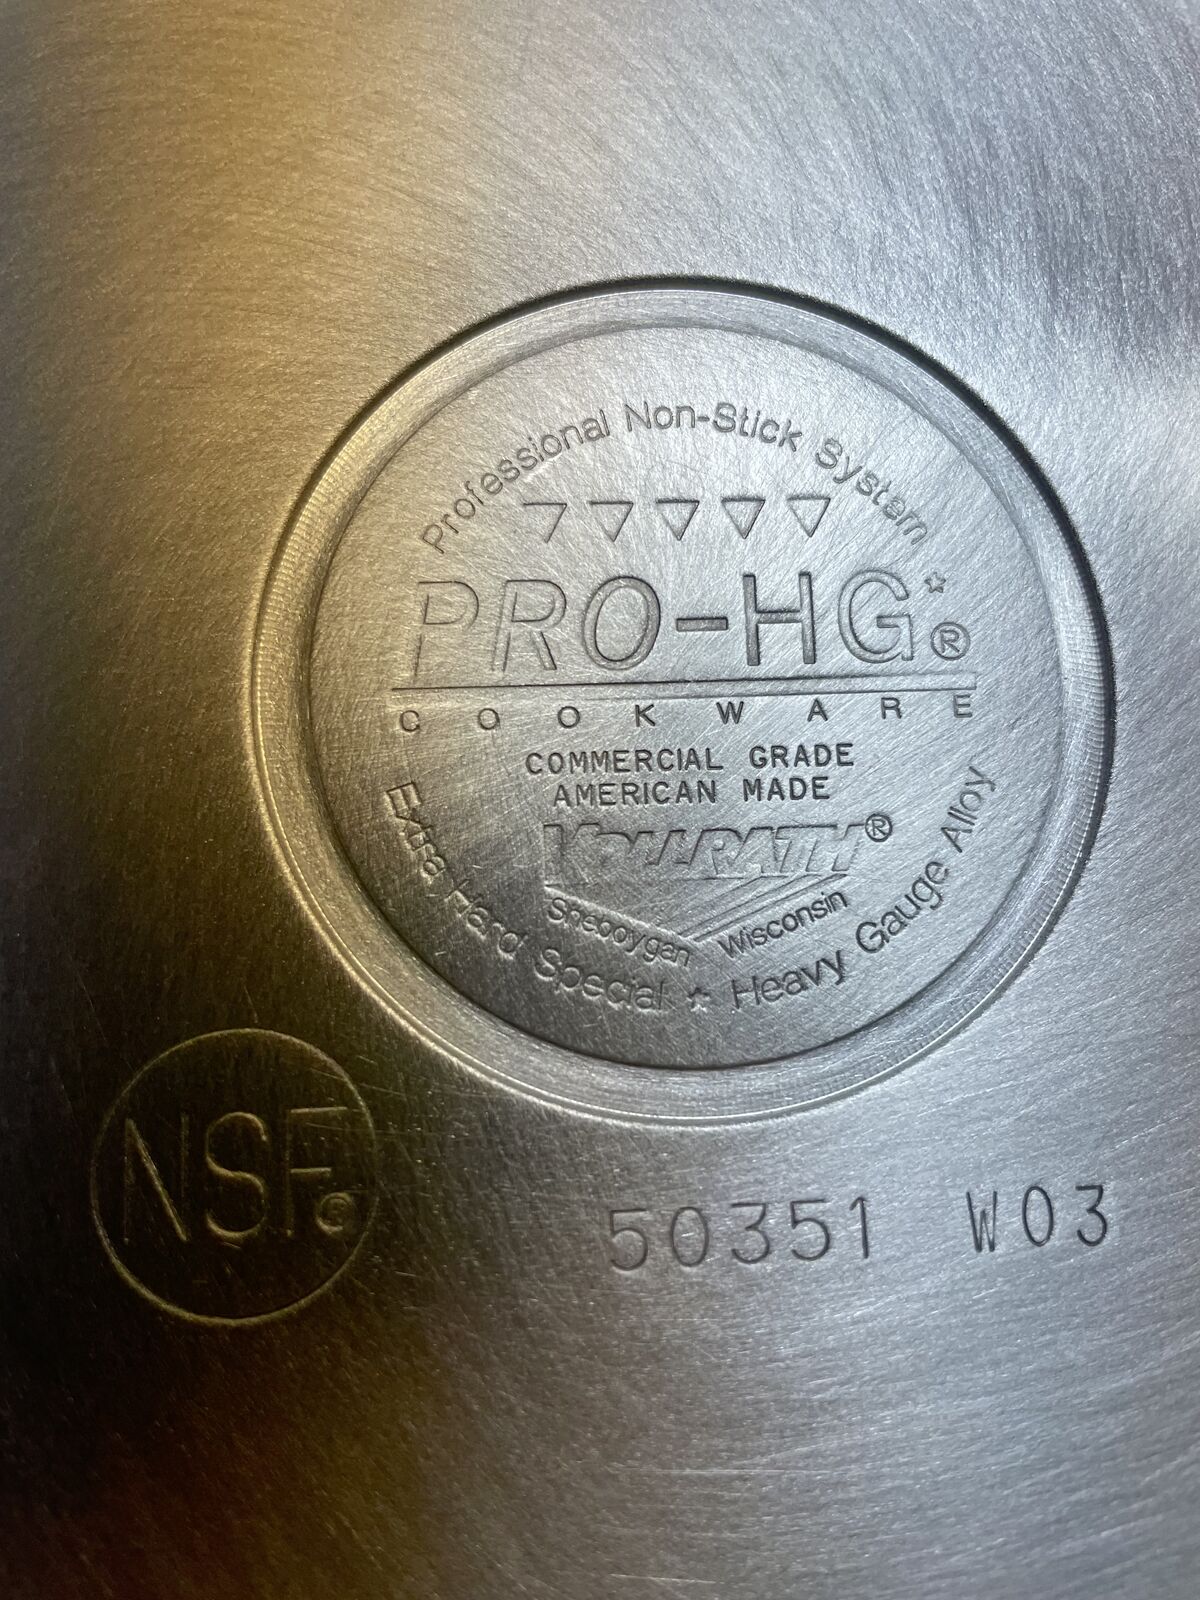 Professional Non-Stick System
PRO-HG®
COOKWARE
COMMERCIAL GRADE
AMERICAN MADE
VOLLRATH®
Sheboygan Wisconsin
Extra Hard Special ☆ Heavy Gauge Alloy
NSF®
50351 W03